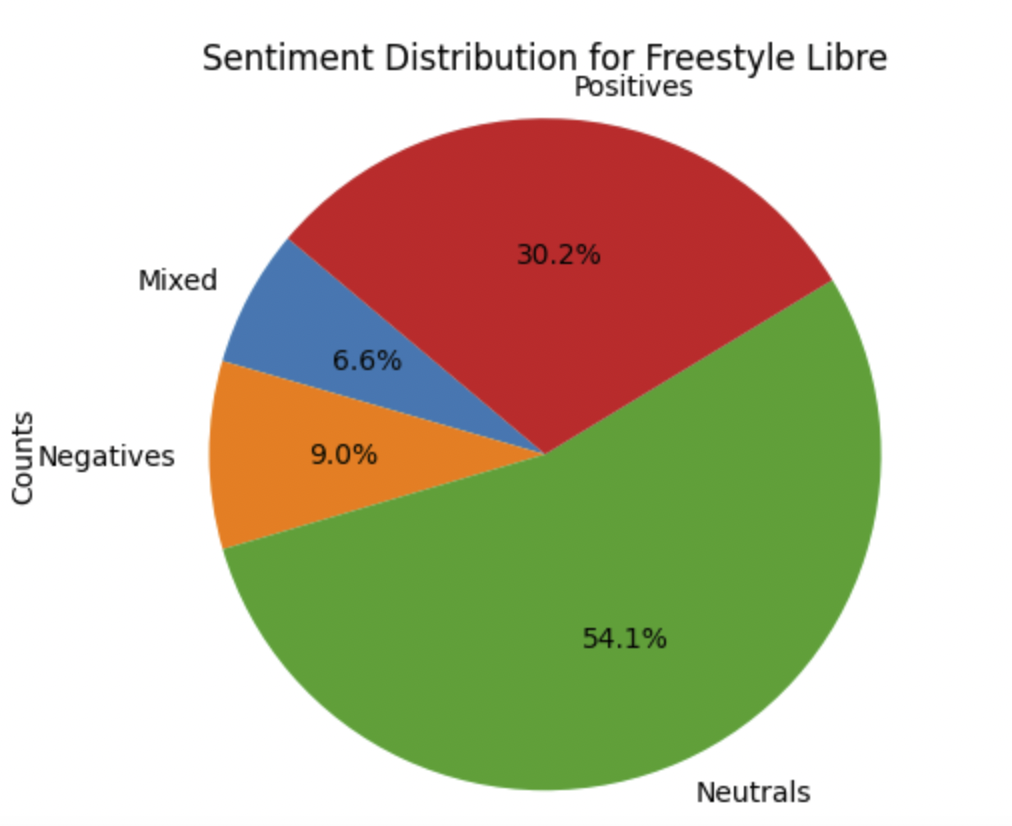 Sentiment Distribution for Freestyle Libre
Positives
30.2%
Mixed
6.6%
Counts
Negatives
9.0%
54.1%
Neutrals